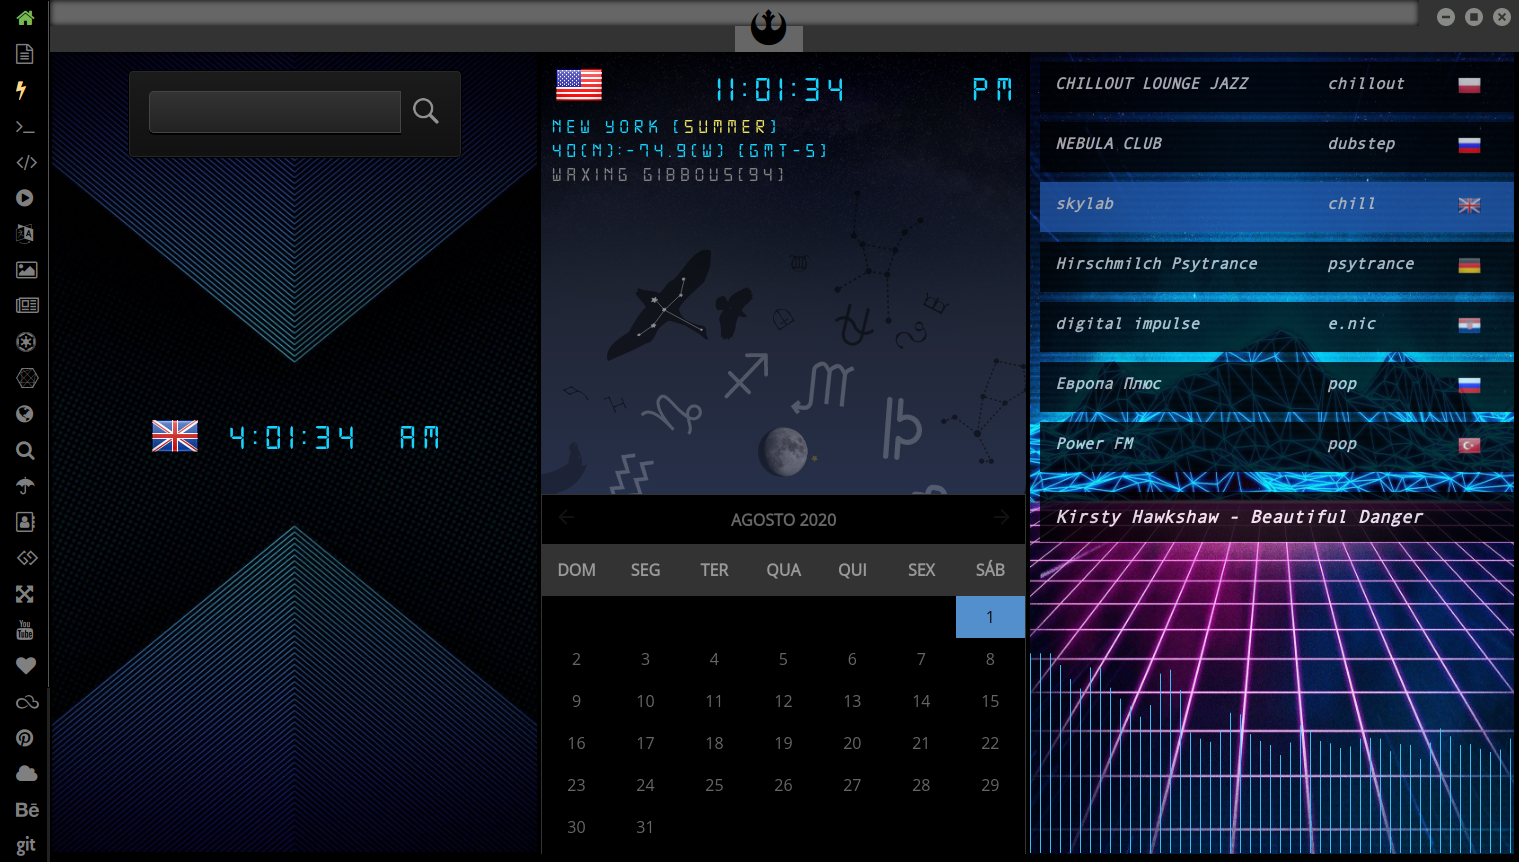 11:01:34 PM
NEW YORK [SUMMER]
40(N):-74.9(W) [GMT-5]
WAXING GIBBOUS[94]
4:01:34 AM
AGOSTO 2020
DOM SEG TER QUA QUI SEX SÁB
1
2 3 4 5 6 7 8
9 10 11 12 13 14 15
16 17 18 19 20 21 22
23 24 25 26 27 28 29
30 31
CHILLOUT LOUNGE JAZZ chillout
NEBULA CLUB dubstep
skylab chill
Hirschmilch Psytrance psytrance
digital impulse e.nic
Европа Плюс pop
Power FM pop
Kirsty Hawkshaw - Beautiful Danger
You
Tube
Bē
git